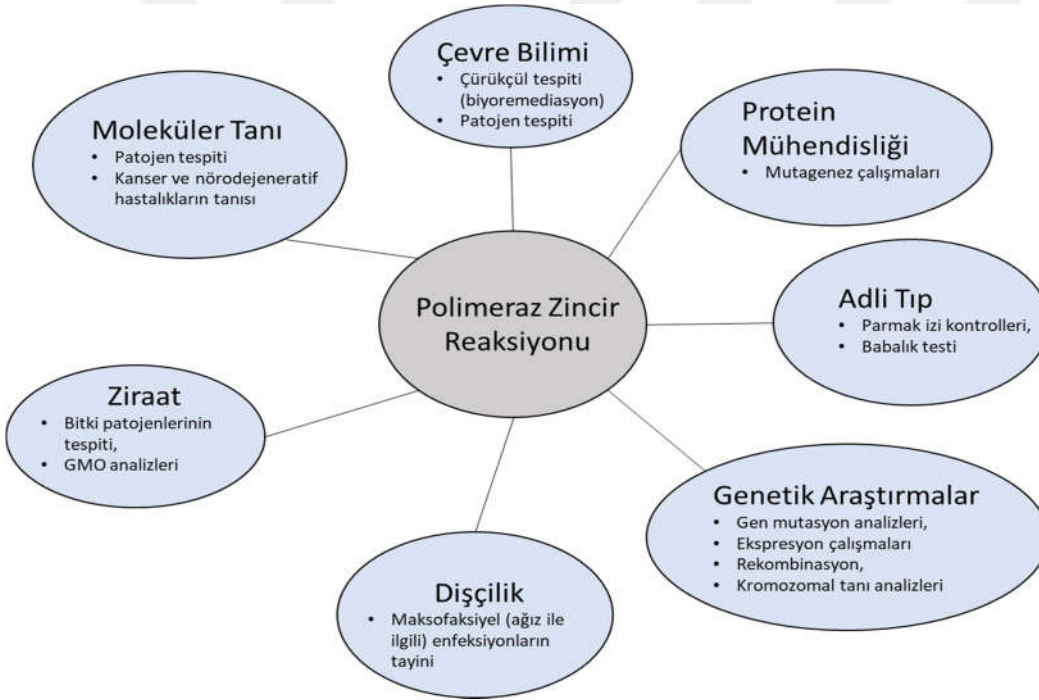 Çevre Bilimi
• Çürükçül tespiti
(biyoremediasyon)
• Patojen tespiti
Moleküler Tanı
• Patojen tespiti
• Kanser ve nörodejeneratif
hastalıkların tanısı
Protein
Mühendisliği
• Mutagenez çalışmaları
Polimeraz Zincir
Reaksiyonu
Adli Tıp
• Parmak izi kontrolleri,
• Babalık testi
Ziraat
• Bitki patojenlerinin
tespiti,
• GMO analizleri
Genetik Araştırmalar
• Gen mutasyon analizleri,
• Ekspresyon çalışmaları
• Rekombinasyon,
• Kromozomal tanı analizleri
Dişçilik
• Maksofaksiyel (ağız ile
ilgili) enfeksiyonların
tayini